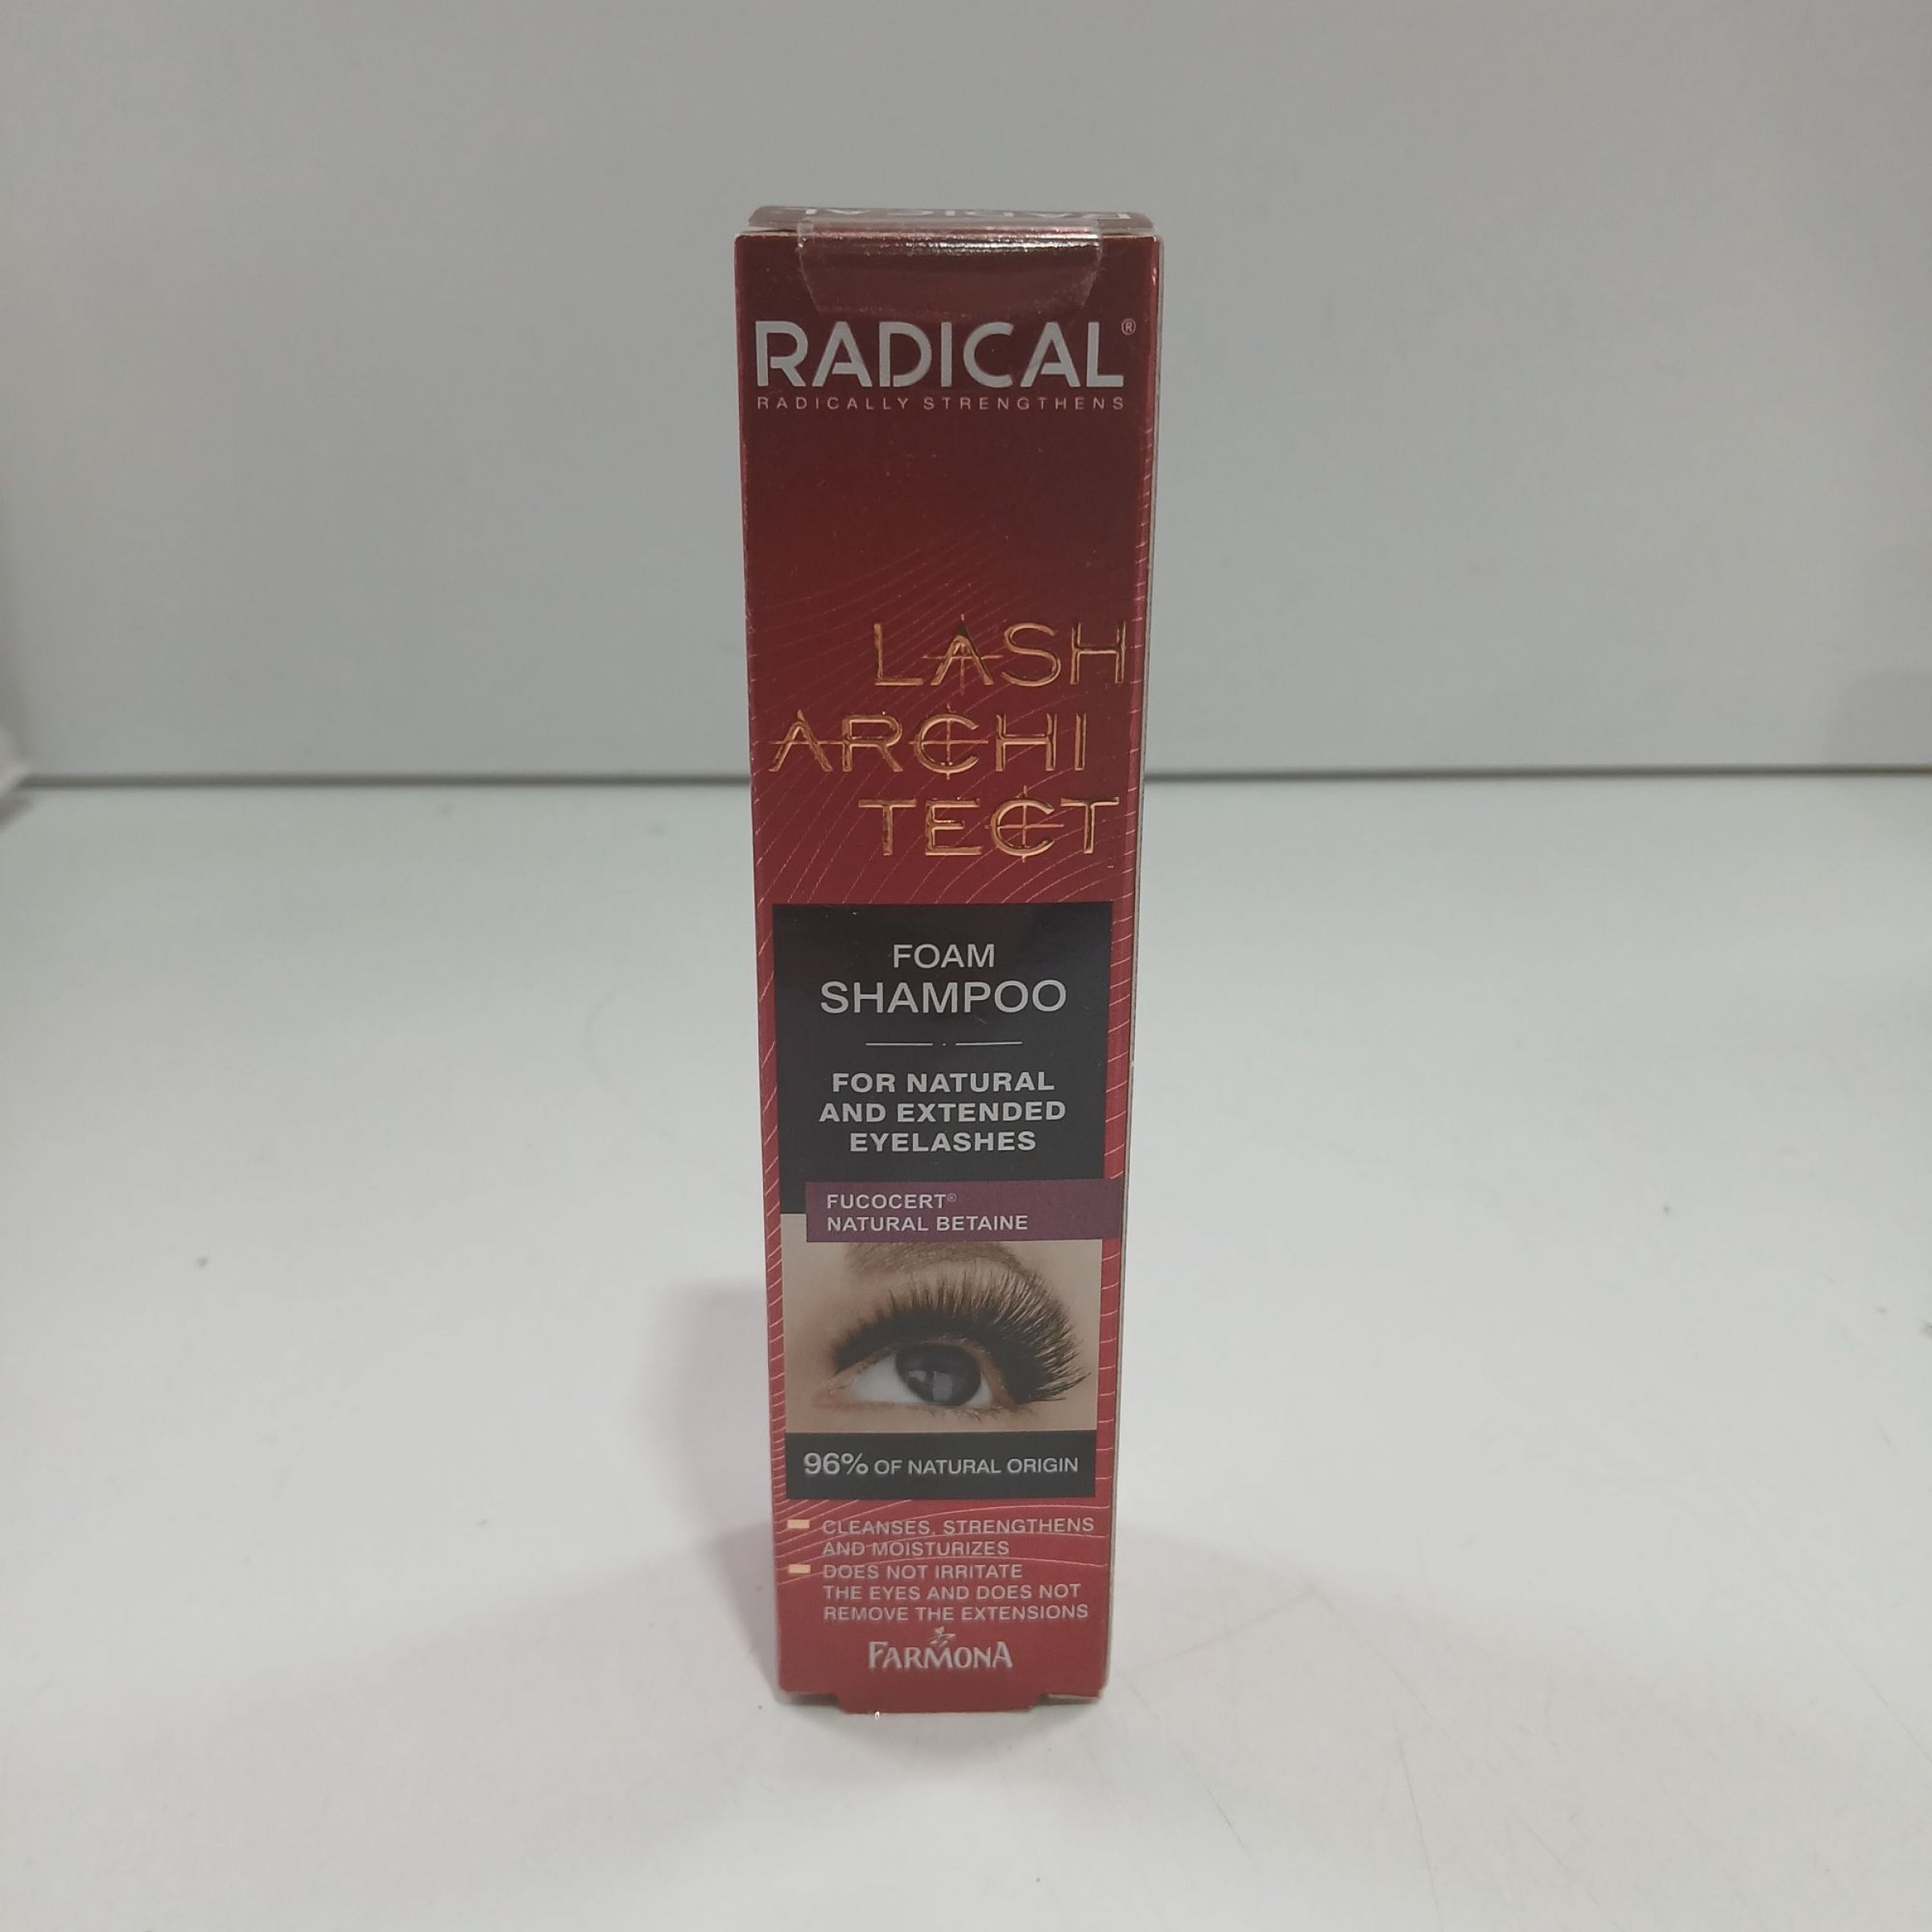 RADICAL®
RADICALLY STRENGTHENS
LASH
ARCHI
TECT
FOAM
SHAMPOO
FOR NATURAL
AND EXTENDED
EYELASHES
FUCOCERT®
NATURAL BETAINE
96% OF NATURAL ORIGIN
CLEANSES, STRENGTHENS
AND MOISTURIZES
DOES NOT IRRITATE
THE EYES AND DOES NOT
REMOVE THE EXTENSIONS
FARMONA